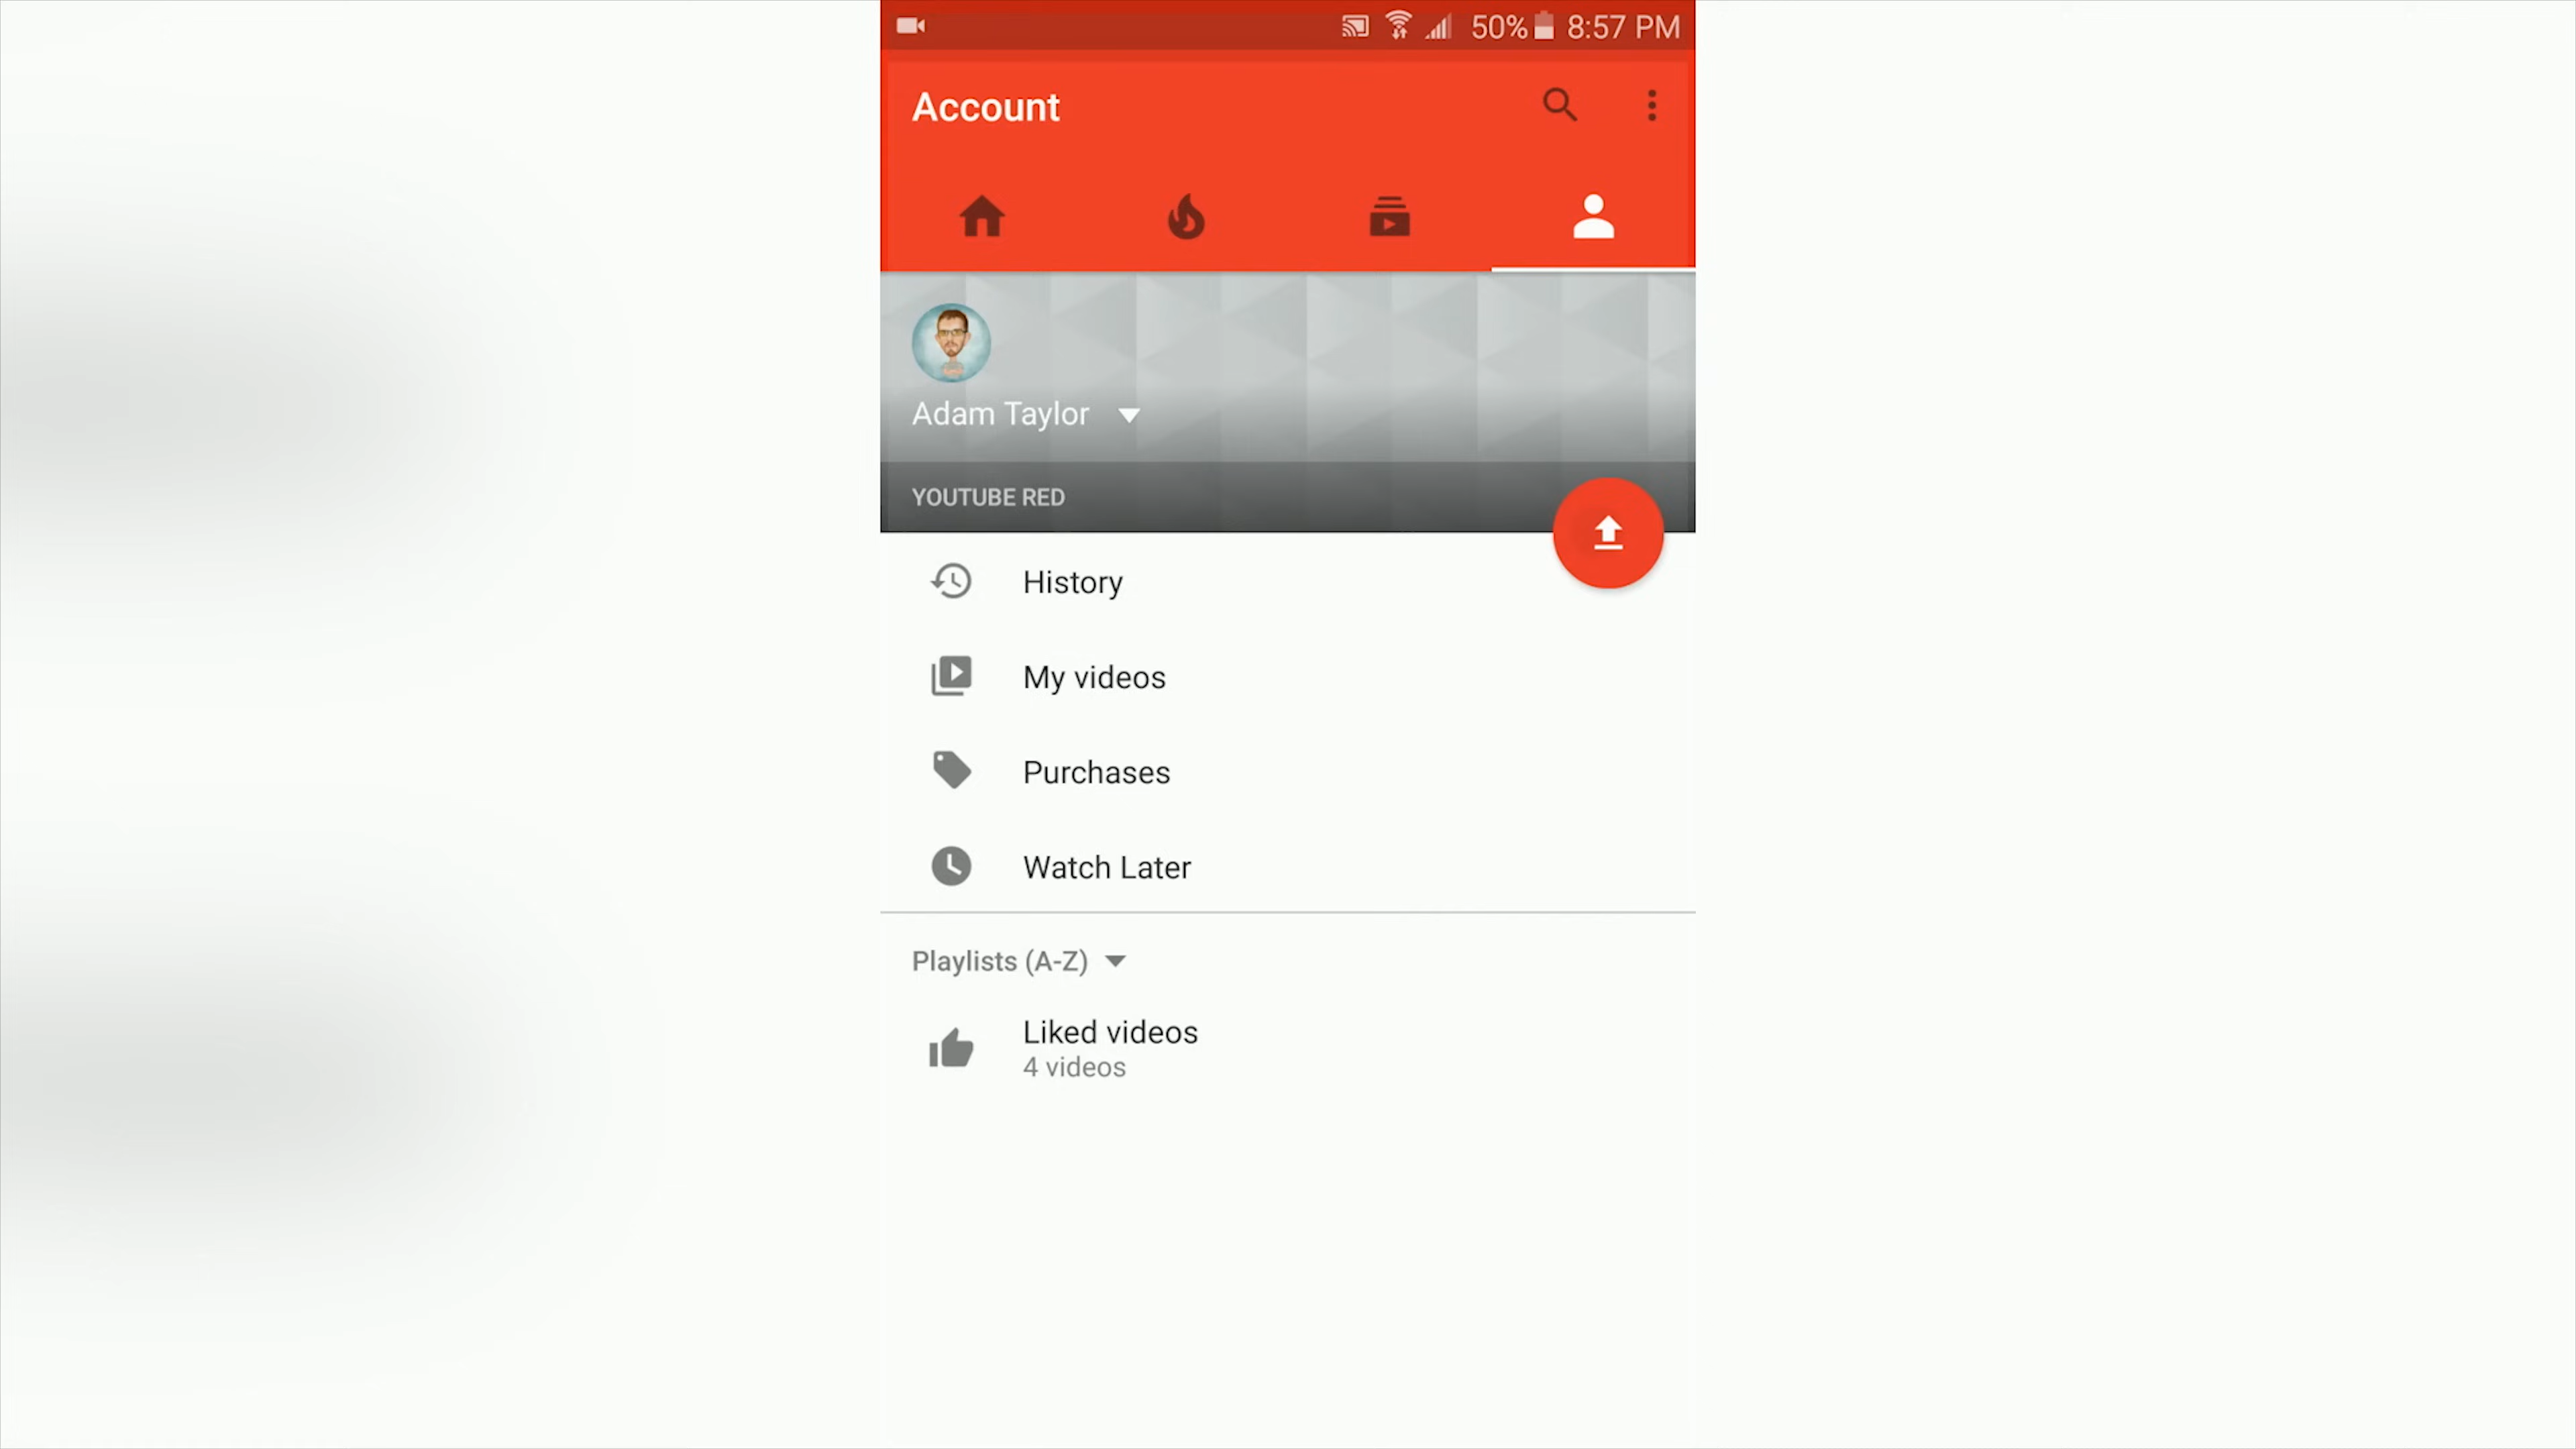 50% 8:57 PM
Account
Adam Taylor
YOUTUBE RED
History
My videos
Purchases
Watch Later
Playlists (A-Z)
Liked videos
4 videos